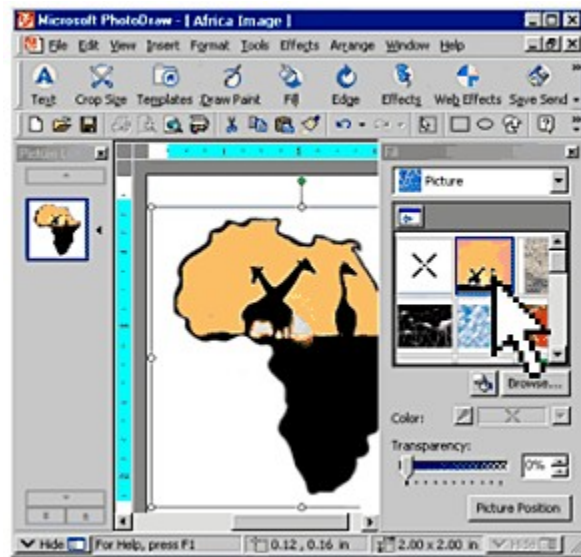 Microsoft PhotoDraw - [ Africa Image ]
File Edit View Insert Format Tools Effects Arrange Window Help
Text Crop Size Templates Draw Paint Fill Edge Effects Web Effects Save Send
Fill
Picture
Browse...
Color:
Transparency:
0%
Picture Position
Hide For Help, press F1 0.12 , 0.16 in 2.00 x 2.00 in Hide